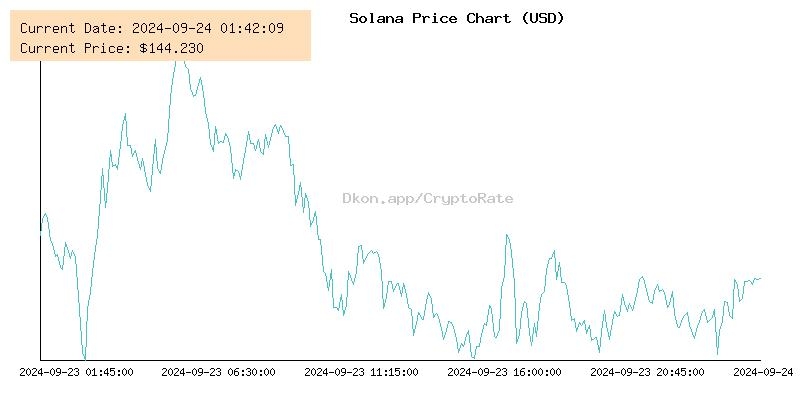 Solana Price Chart (USD)
Current Date: 2024-09-24 01:42:09
Current Price: $144.230
Dkon.app/CryptoRate
2024-09-23 01:45:00 2024-09-23 06:30:00 2024-09-23 11:15:00 2024-09-23 16:00:00 2024-09-23 20:45:00 2024-09-24